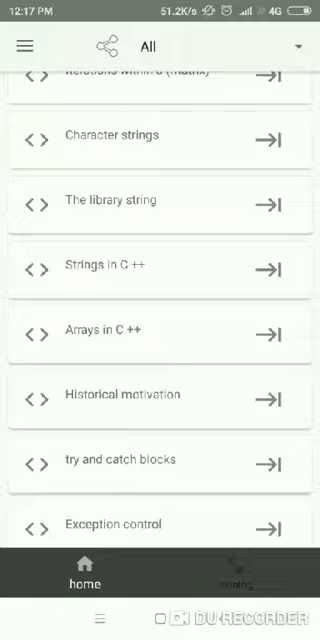 12:17 PM 51.2K/s 4G
All
Iterations within a (matrix)
Character strings
The library string
Strings in C ++
Arrays in C ++
Historical motivation
try and catch blocks
Exception control
home
DU RECORDER